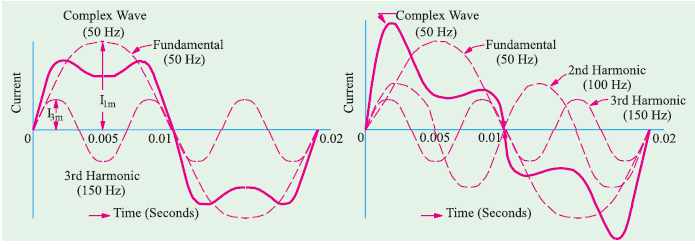 Complex Wave
(50 Hz)
Fundamental
(50 Hz)
Current
I1m
I3m
0
0.005
0.01
0.02
3rd Harmonic
(150 Hz)
Time (Seconds)
Complex Wave
(50 Hz)
Fundamental
(50 Hz)
2nd Harmonic
(100 Hz)
3rd Harmonic
(150 Hz)
Current
0
0.005
0.01
0.02
Time (Seconds)